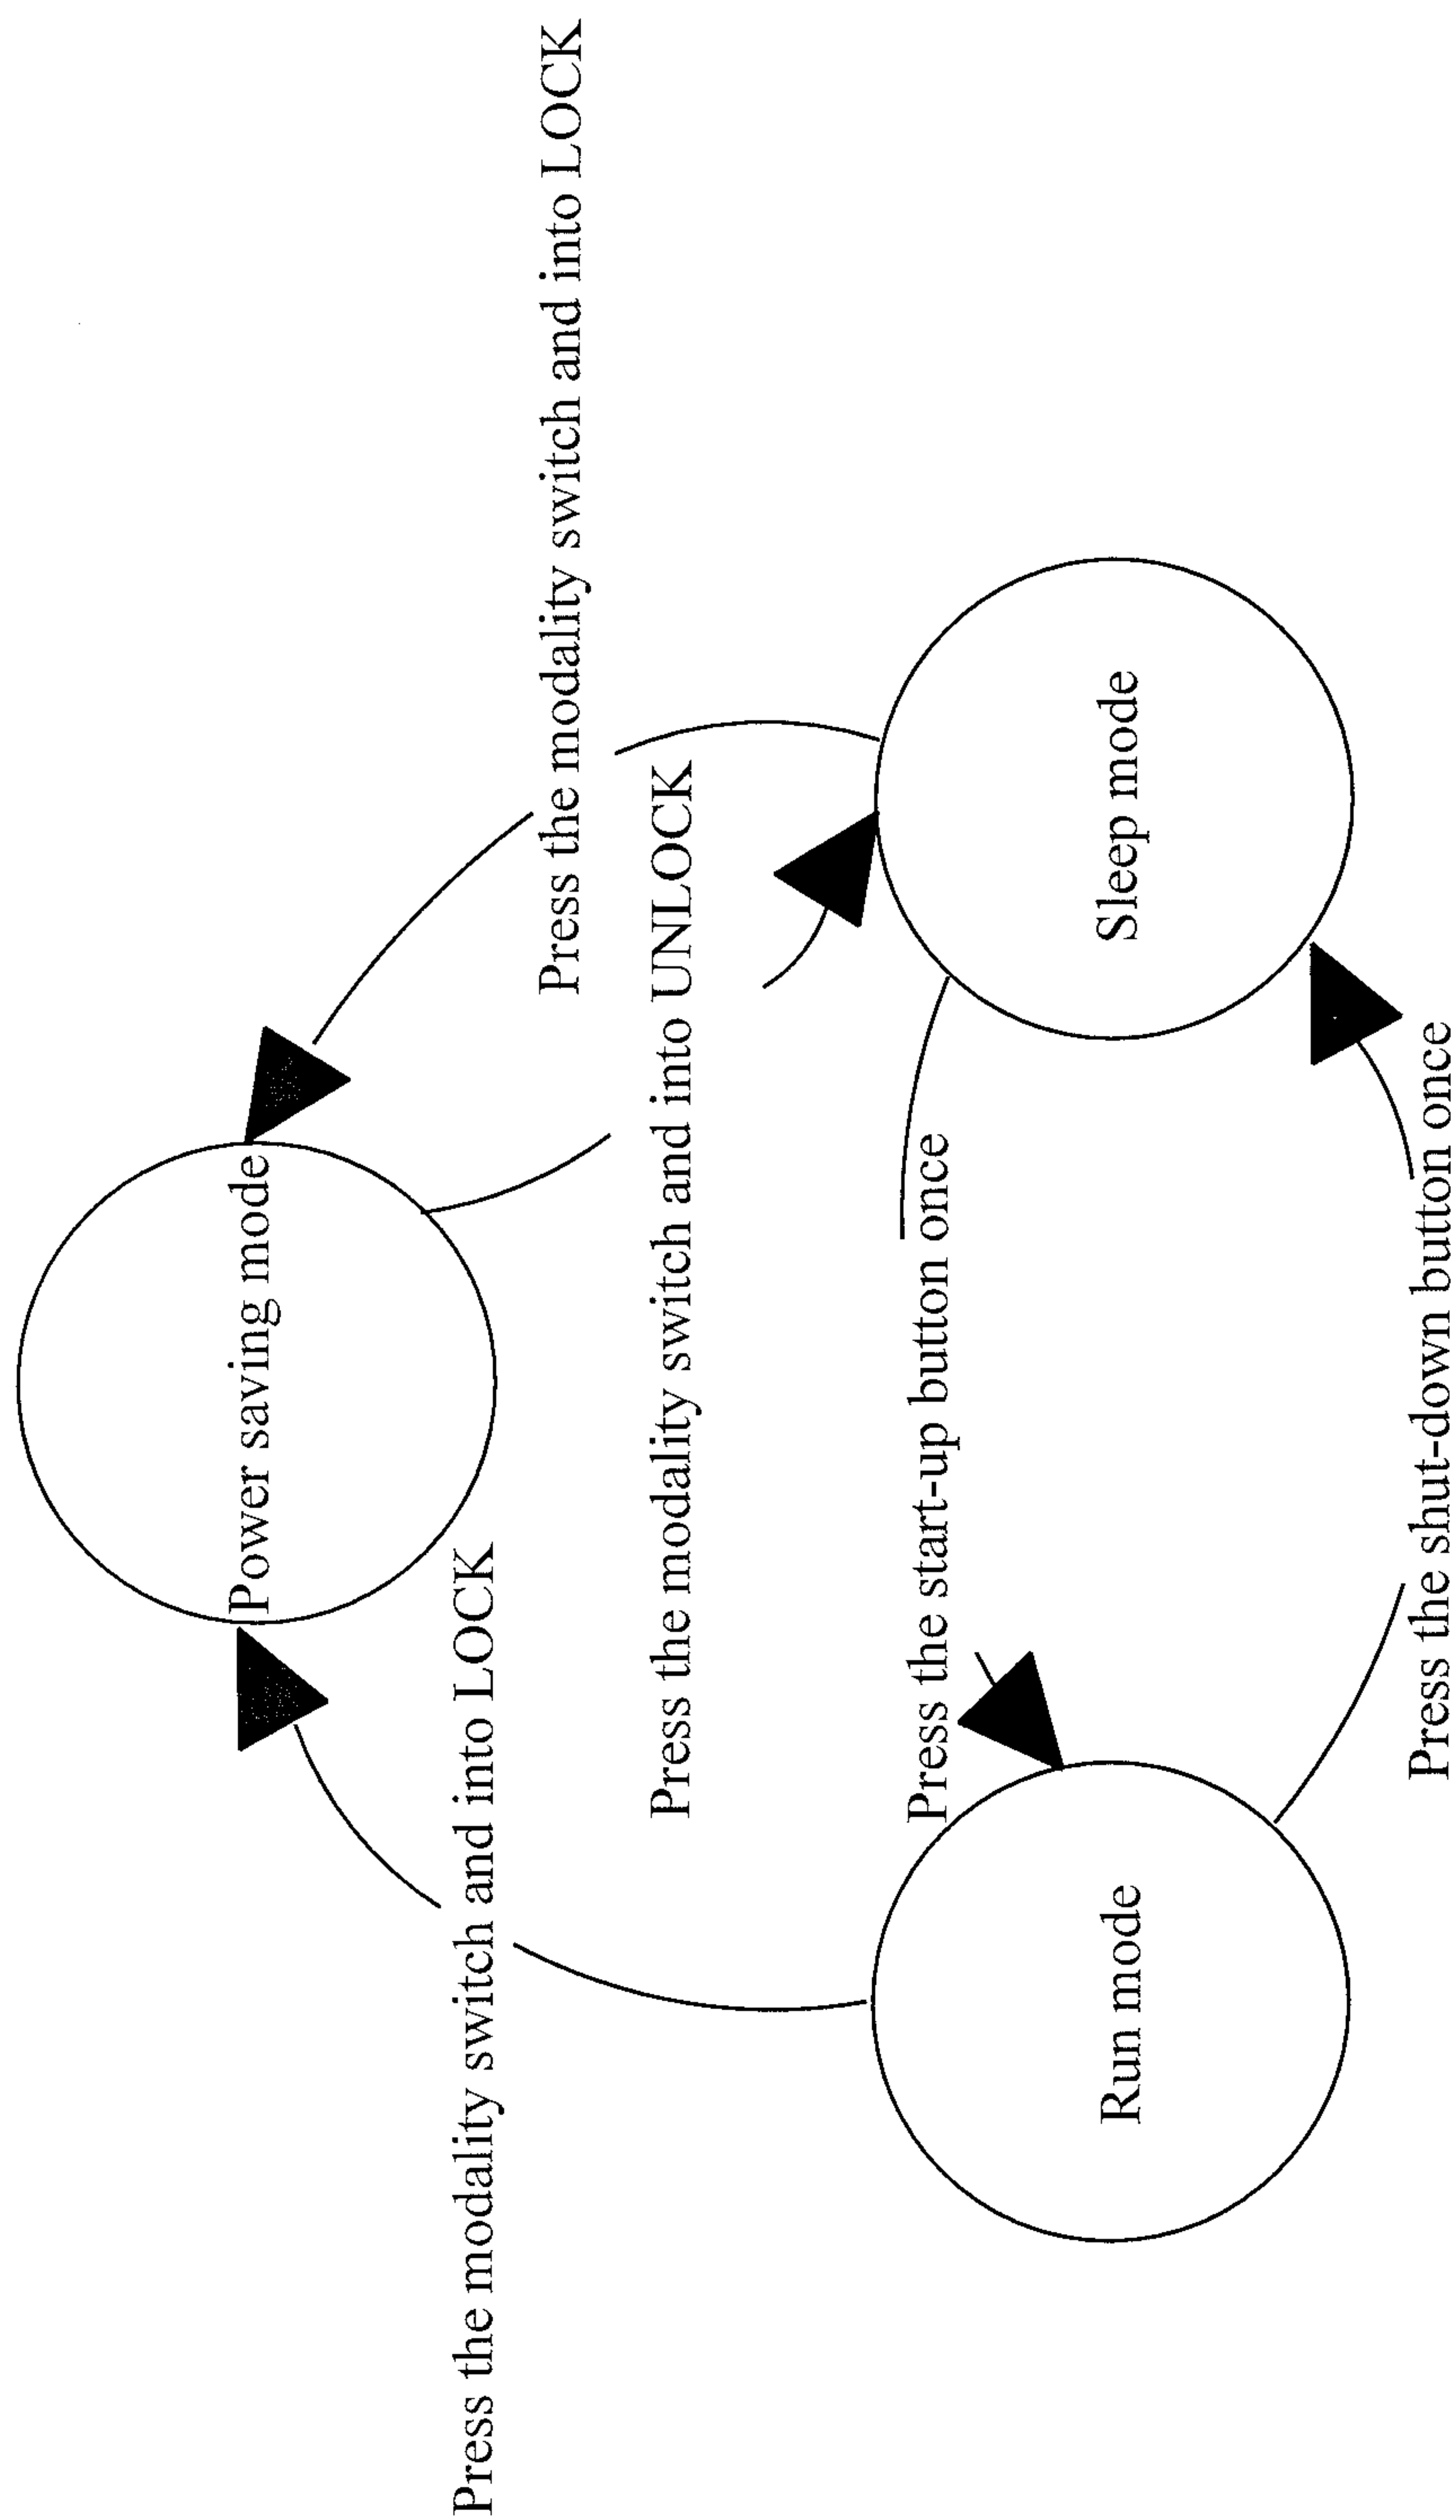 Power saving mode
Press the modality switch and into LOCK
Press the modality switch and into LOCK
Press the modality switch and into UNLOCK
Press the start-up button once
Run mode
Sleep mode
Press the shut-down button once